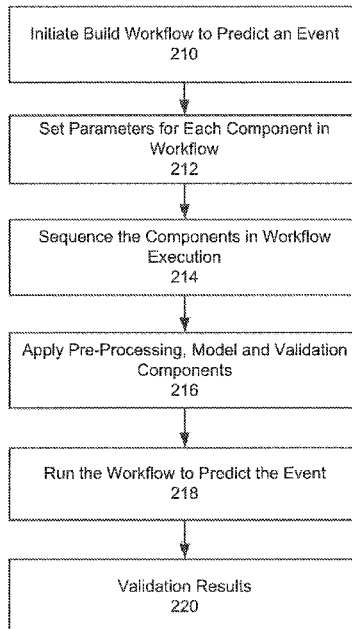 Initiate Build Workflow to Predict an Event
210
Set Parameters for Each Component in
Workflow
212
Sequence the Components in Workflow
Execution
214
Apply Pre-Processing, Model and Validation
Components
216
Run the Workflow to Predict the Event
218
Validation Results
220